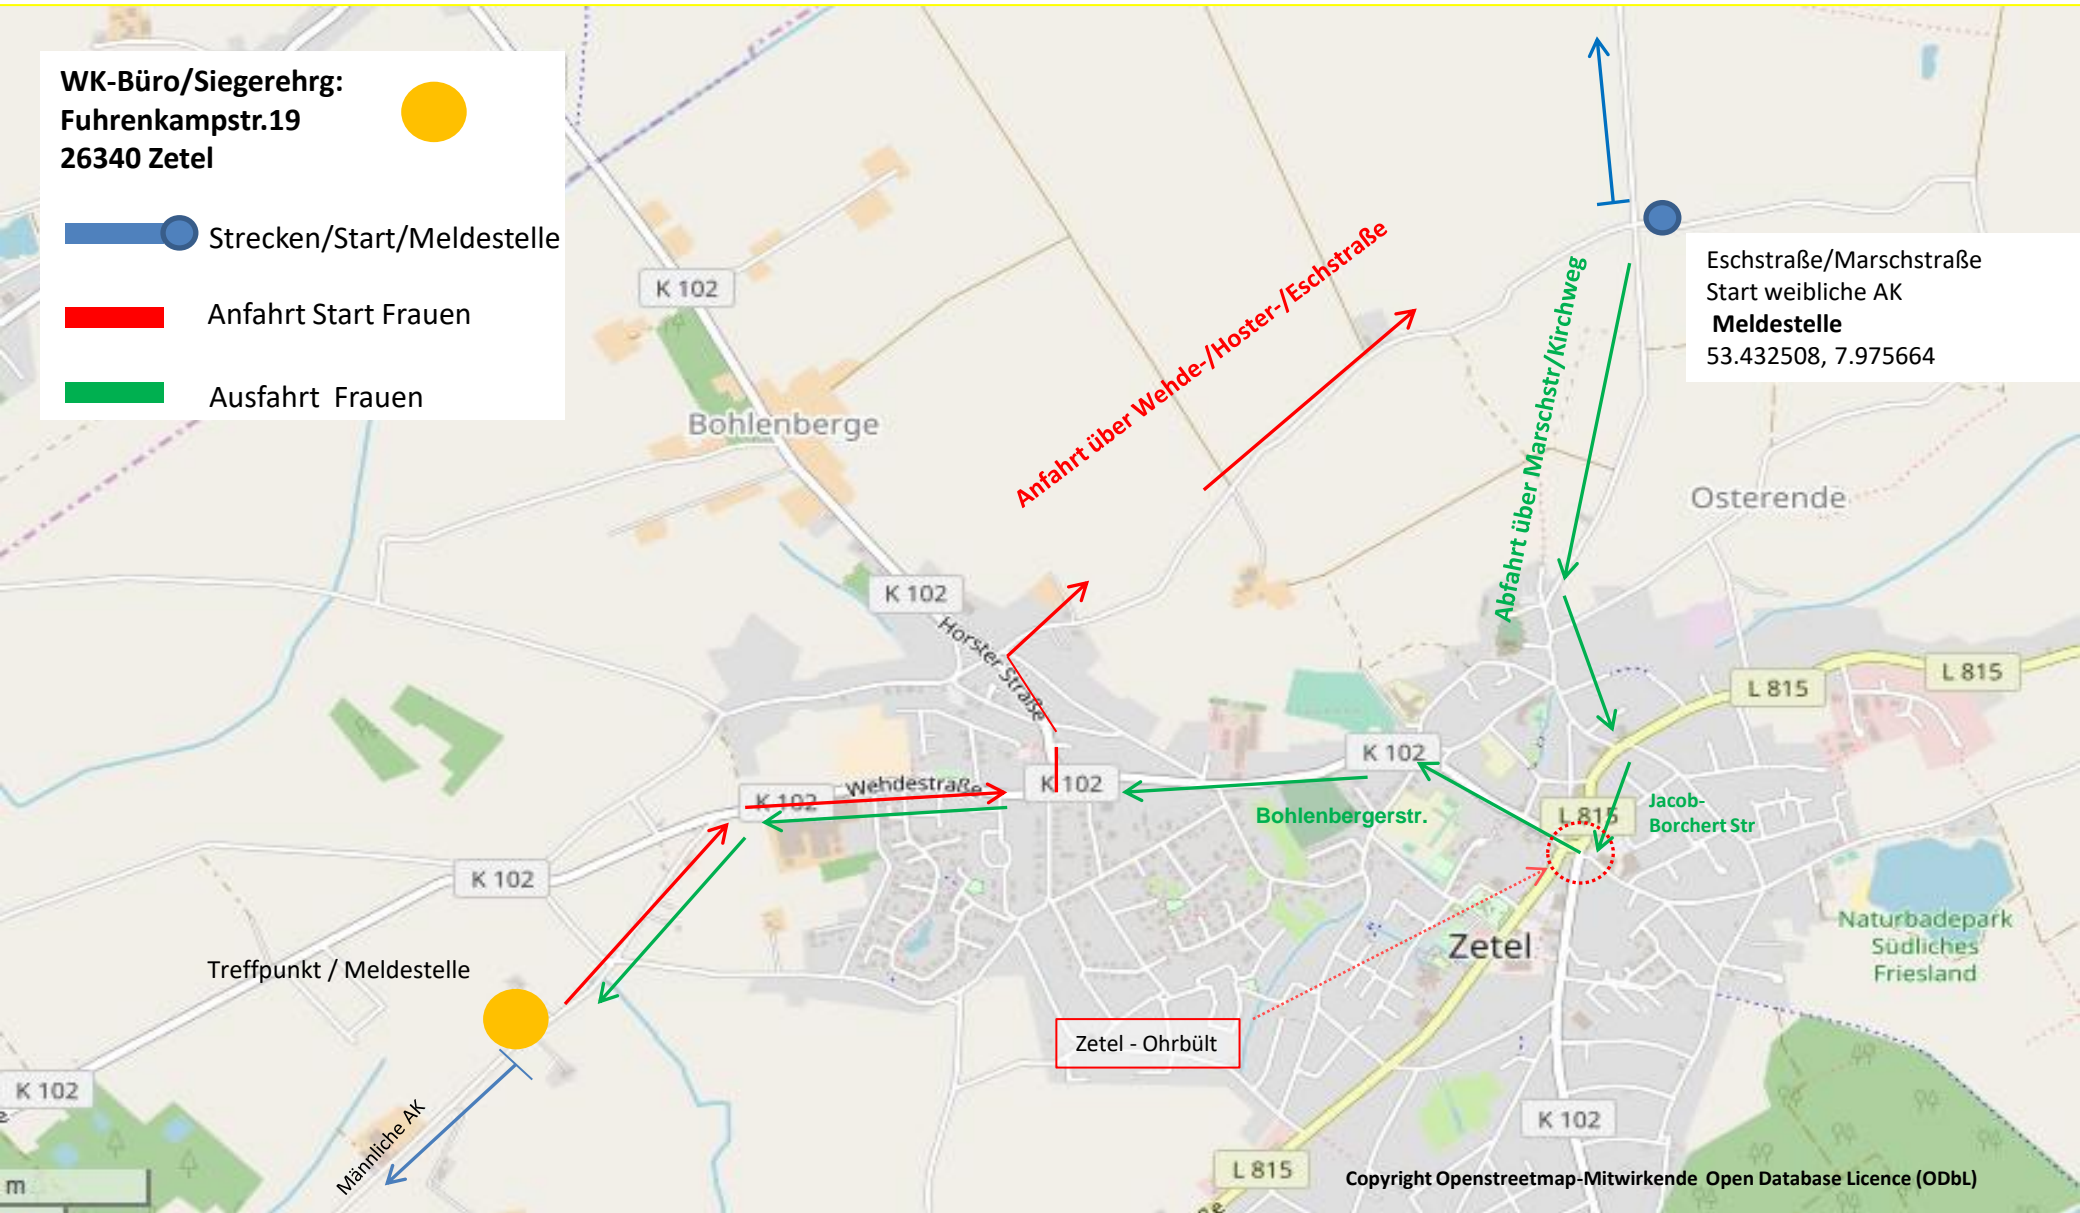 WK-Büro/Siegerehrg:
Fuhrenkampstr.19
26340 Zetel
Strecken/Start/Meldestelle
Anfahrt Start Frauen
Ausfahrt Frauen
K 102
Bohlenberge
Anfahrt über Wehde-/Hoster-/Eschstraße
Abfahrt über Marschstr/Kirchweg
Eschstraße/Marschstraße
Start weibliche AK
Meldestelle
53.432508, 7.975664
Osterende
K 102
Horster Straße
L 815
L 815
K 102
K 102
Wehdestraße
K 102
Bohlenbergerstr.
L 815
Jacob-
Borchert Str
K 102
Treffpunkt / Meldestelle
Zetel
Naturbadepark
Südliches
Friesland
Zetel - Ohrbült
K 102
Männliche AK
K 102
L 815
m
Copyright Openstreetmap-Mitwirkende Open Database Licence (ODbL)